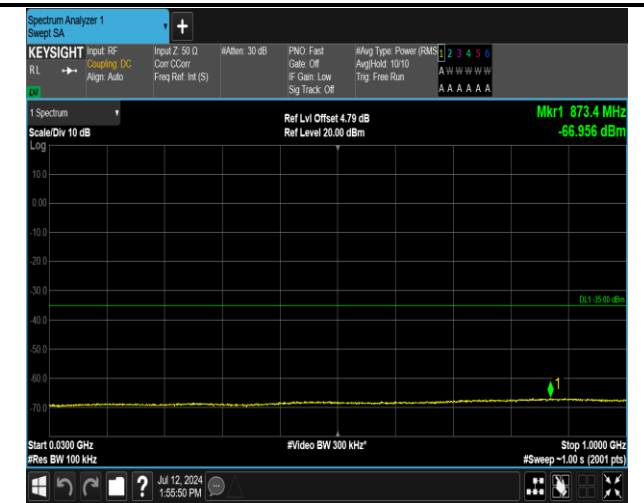 Spectrum Analyzer 1
Swept SA
+
KEYSIGHT Input: RF Input Z: 50 Ω #Atten: 30 dB PNO: Fast #Avg Type: Power (RMS 1 2 3 4 5 6
RL Coupling: DC Corr CCorr Gate: Off Avg|Hold: 10/10 A W W W W W
Align: Auto Freq Ref: Int (S) IF Gain: Low Trig: Free Run
Sig Track: Off A A A A A A
1 Spectrum Ref Lvl Offset 4.79 dB Mkr1 873.4 MHz
Scale/Div 10 dB Ref Level 20.00 dBm -66.956 dBm
Log
10.0
0.00
-10.0
-20.0
-30.0
DL1 -35.00 dBm
-40.0
-50.0
-60.0
1
-70.0
Start 0.0300 GHz #Video BW 300 kHz* Stop 1.0000 GHz
#Res BW 100 kHz #Sweep ~1.00 s (2001 pts)
? Jul 12, 2024
1:55:50 PM